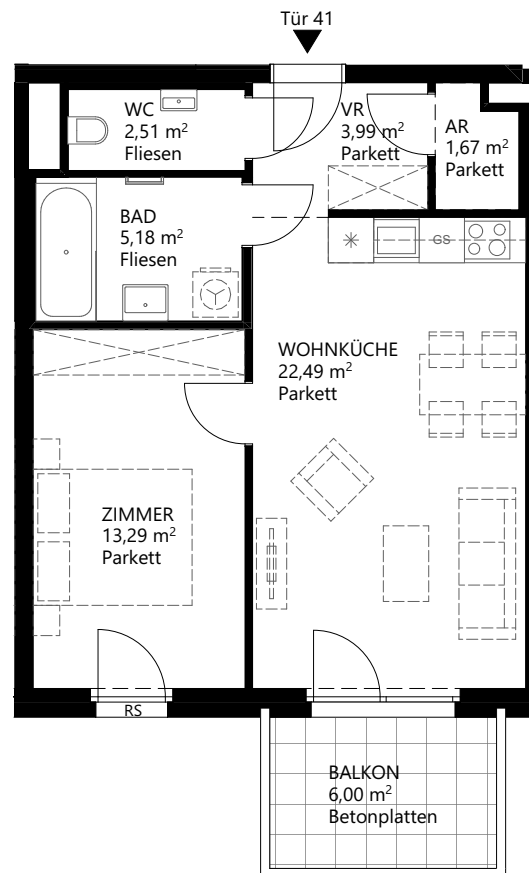 Tür 41
WC
2,51 m²
Fliesen
VR
3,99 m²
Parkett
AR
1,67 m²
Parkett
BAD
5,18 m²
Fliesen
GS
WOHNKÜCHE
22,49 m²
Parkett
ZIMMER
13,29 m²
Parkett
RS
BALKON
6,00 m²
Betonplatten